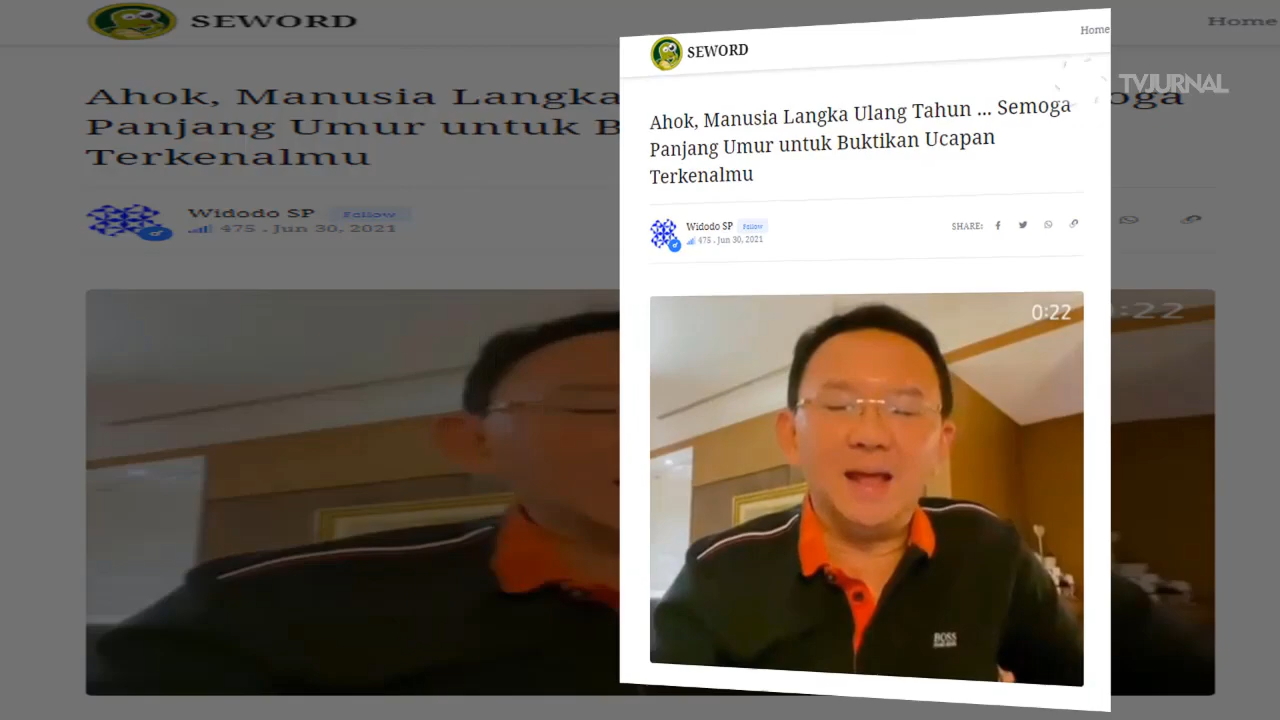 SEWORD
Home
Ahok, Manusia Langka
oga
Panjang Umur untuk B
Terkenalmu
Widodo SP Follow
475 . Jun 30, 2021
:22
SEWORD
Home
TVJURNAL
Ahok, Manusia Langka Ulang Tahun ... Semoga
Panjang Umur untuk Buktikan Ucapan
Terkenalmu
Widodo SP Follow
475 . Jun 30, 2021
SHARE:
0:22
BOSS